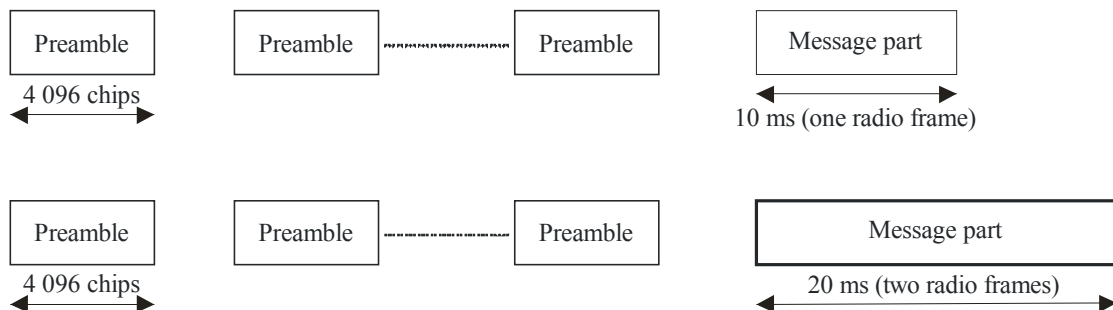 Preamble Preamble Preamble Message part
4 096 chips
10 ms (one radio frame)
Preamble Preamble Preamble Message part
4 096 chips 20 ms (two radio frames)